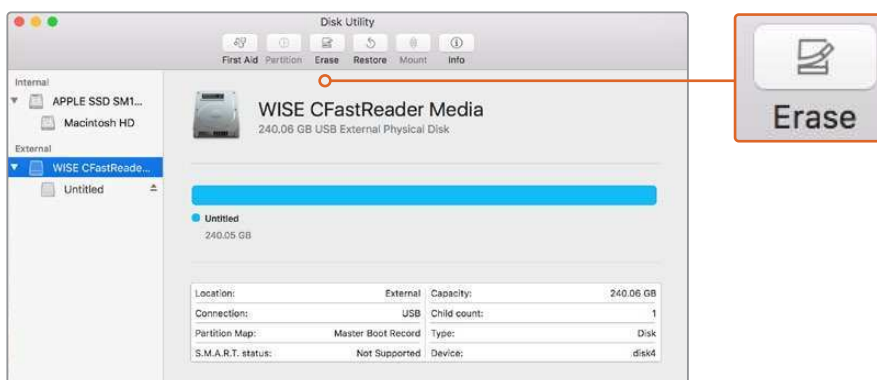 Disk Utility
First Aid Partition Erase Restore Mount Info
Erase
Internal
APPLE SSD SM1...
Macintosh HD
External
WISE CFastReade...
Untitled
WISE CFastReader Media
240.06 GB USB External Physical Disk
Untitled
240.05 GB
Location: External Capacity: 240.06 GB
Connection: USB Child count: 1
Partition Map: Master Boot Record Type: Disk
S.M.A.R.T. status: Not Supported Device: disk4